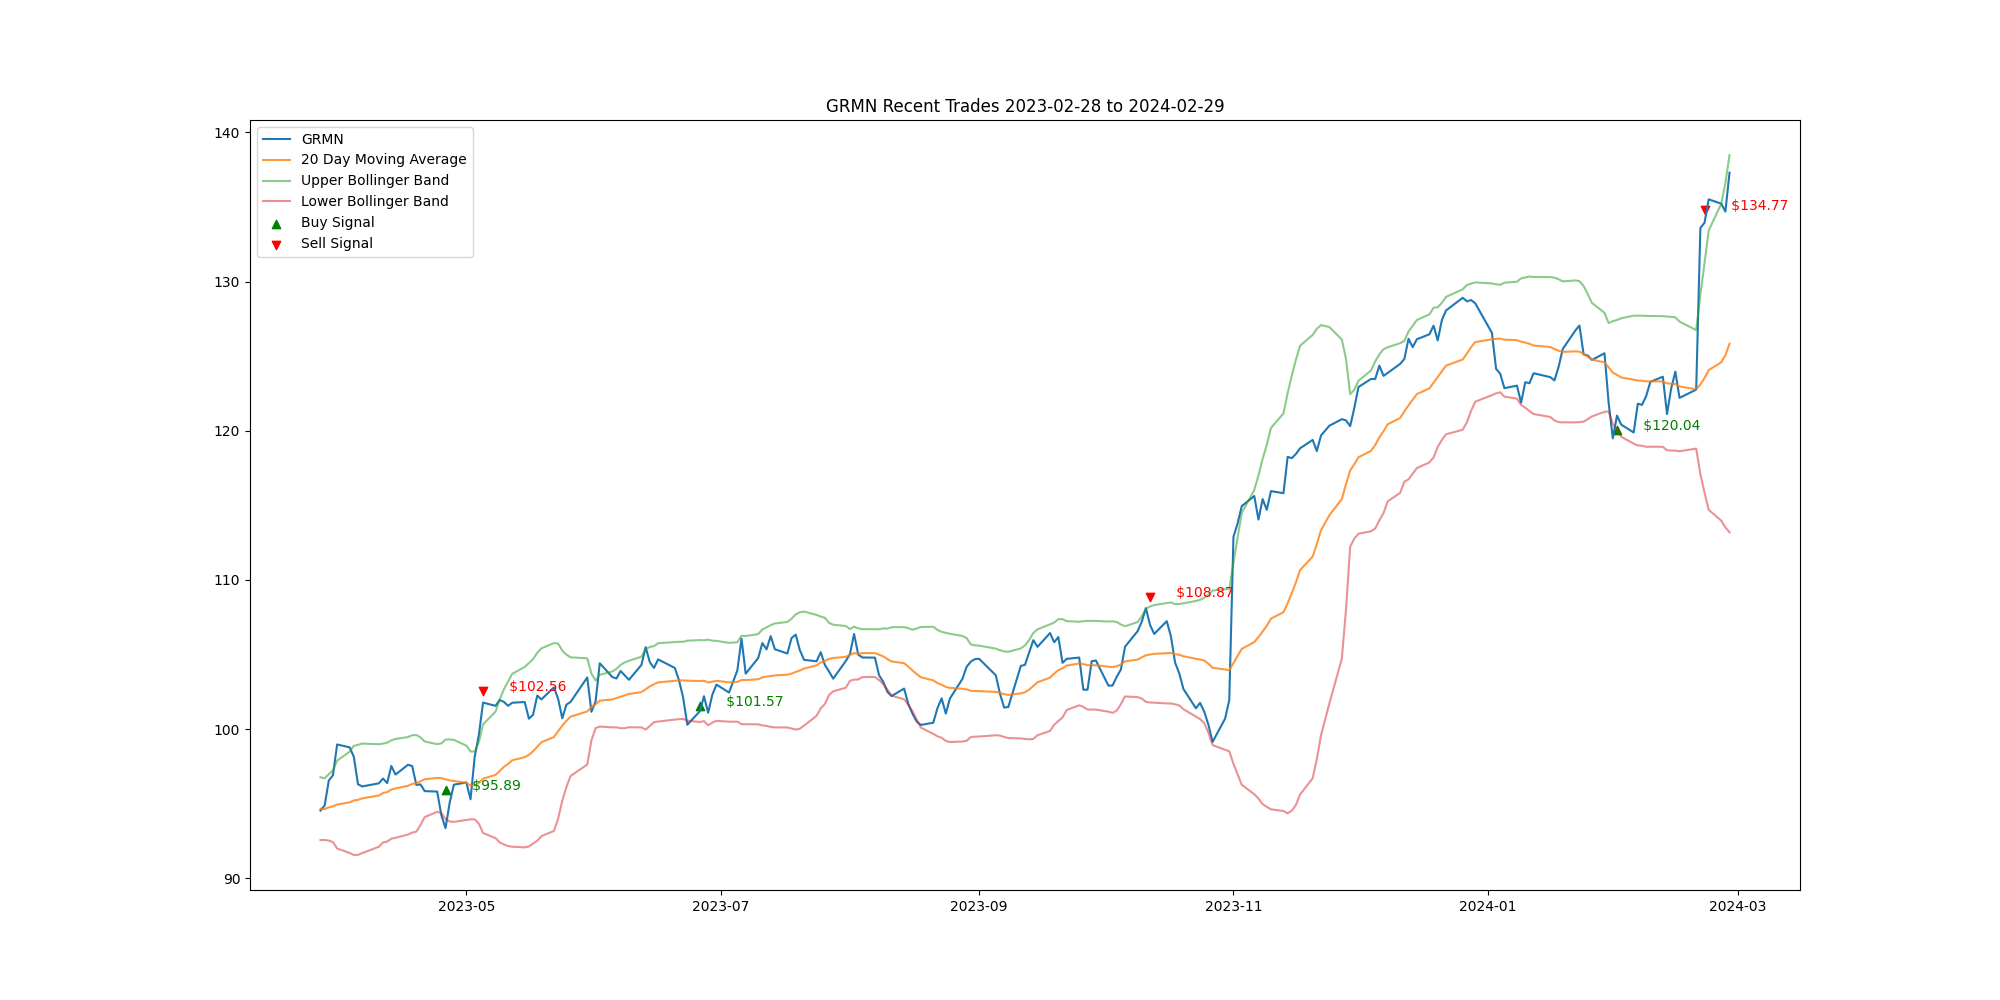 GRMN Recent Trades 2023-02-28 to 2024-02-29
140
130
120
110
100
90
GRMN
20 Day Moving Average
Upper Bollinger Band
Lower Bollinger Band
Buy Signal
Sell Signal
$134.77
$120.04
$108.87
$102.56
$101.57
$95.89
2023-05
2023-07
2023-09
2023-11
2024-01
2024-03